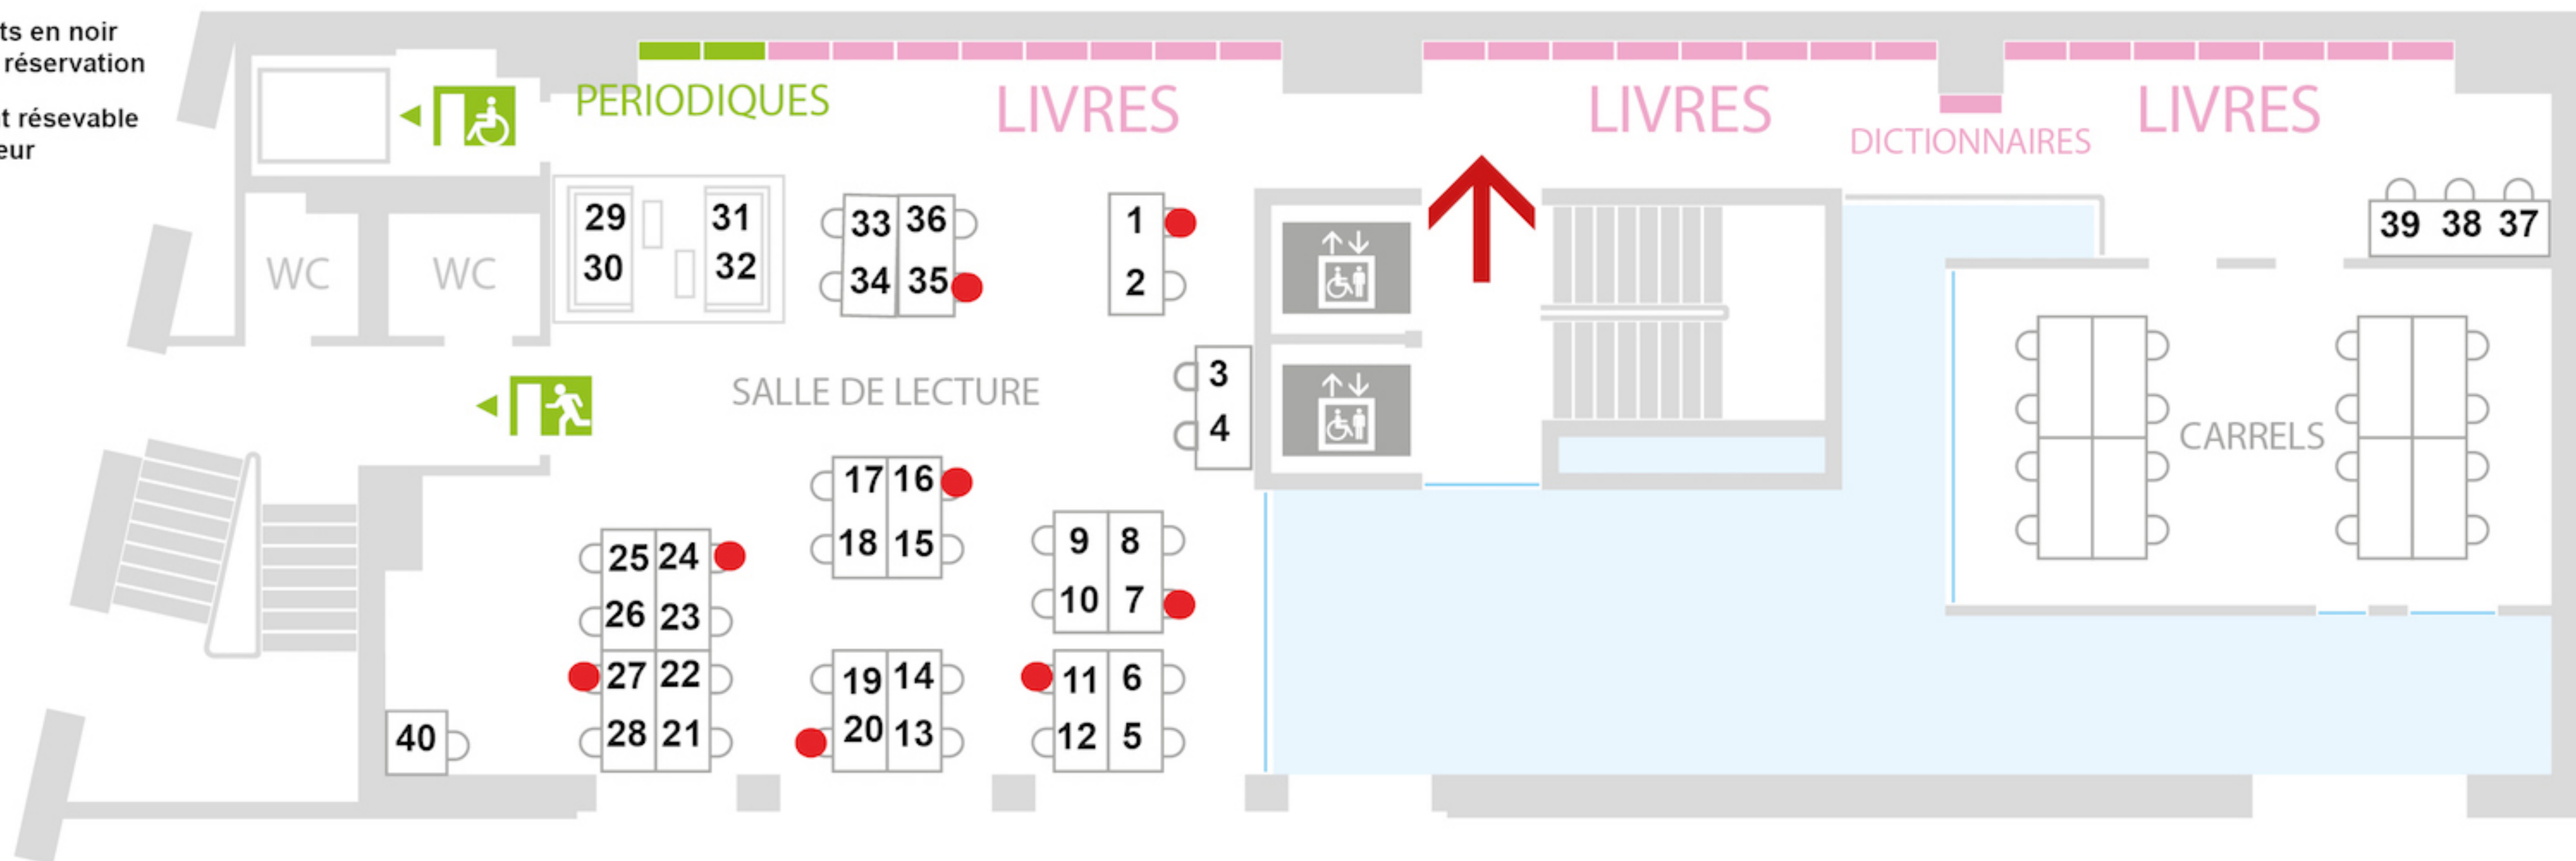 ts en noir
réservation
t résevable
eur
PERIODIQUES
LIVRES
LIVRES
DICTIONNAIRES
LIVRES
29
30
31
32
33 36
34 35
1
2
39 38 37
WC
WC
3
4
SALLE DE LECTURE
CARRELS
17 16
18 15
9 8
10 7
25 24
26 23
27 22
28 21
19 14
20 13
11 6
12 5
40